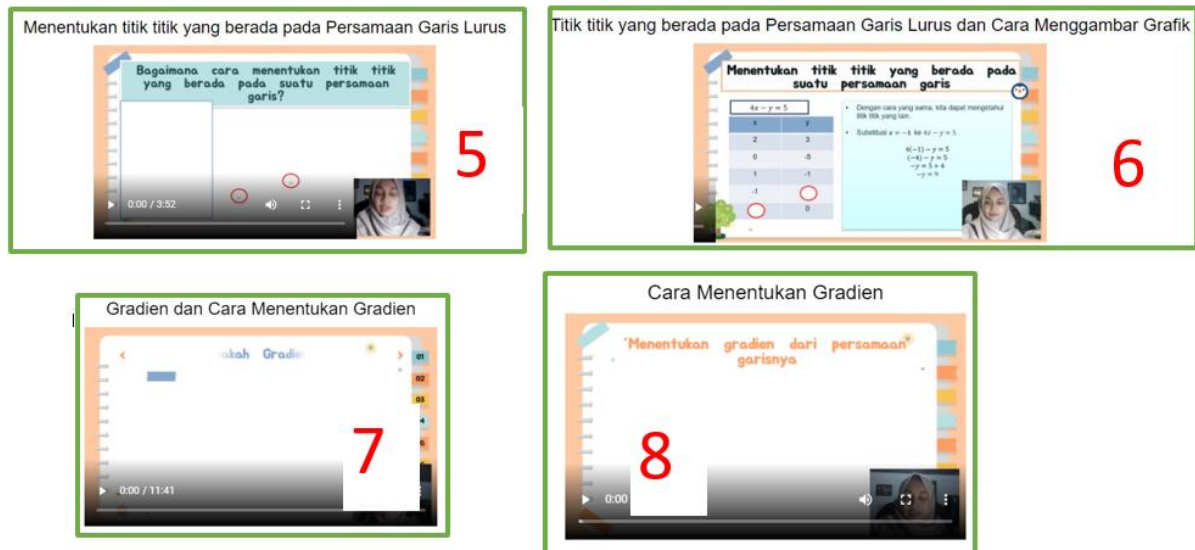 Menentukan titik titik yang berada pada Persamaan Garis Lurus
Bagaimana cara menentukan titik titik
yang berada pada suatu persamaan
garis?
0:00 / 3:52
5
Titik titik yang berada pada Persamaan Garis Lurus dan Cara Menggambar Grafik
Menentukan titik titik yang berada pada
suatu persamaan garis
4x − y = 5
x y
2 3
0 -5
1 -1
-1
0
• Dengan cara yang sama, kita dapat mengetahui
titik titik yang lain.
• Substitusi x = −1 ke 4x − y = 5
4(−1) − y = 5
(−4) − y = 5
−y = 5 + 4
−y = 9
6
Gradien dan Cara Menentukan Gradien
akah Gradie
01
02
03
0:00 / 11:41
7
Cara Menentukan Gradien
Menentukan gradien dari persamaan
garisnya
0:00
8